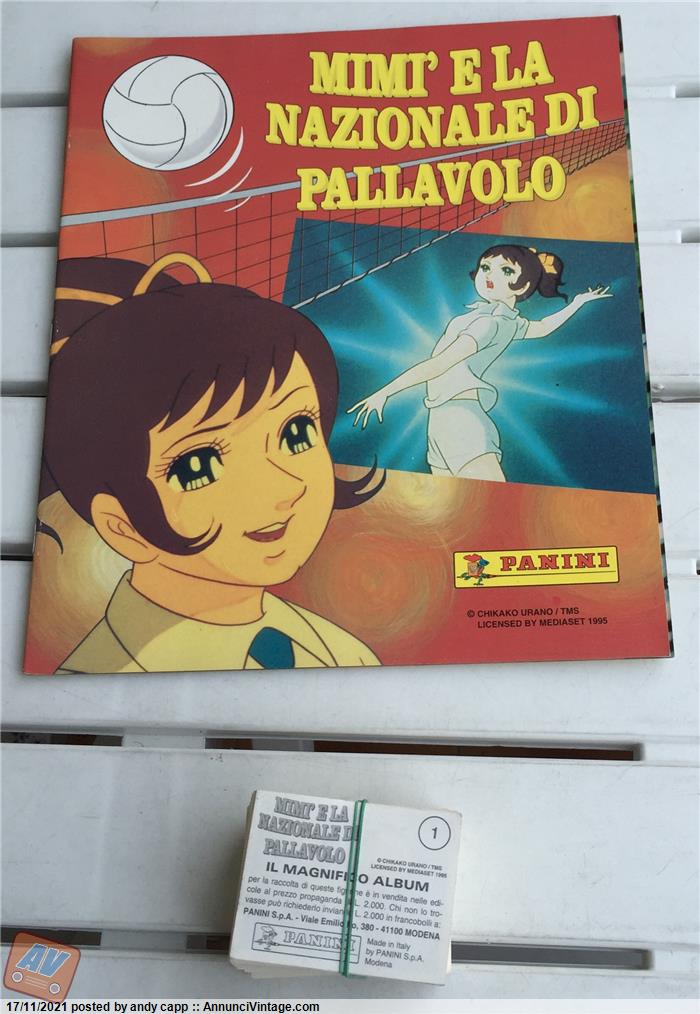 MIMI' E LA
NAZIONALE DI
PALLAVOLO
PANINI
© CHIKAKO URANO / TMS
LICENSED BY MEDIASET 1995
MIMI' E LA
NAZIONALE DI
PALLAVOLO
1
© CHIKAKO URANO / TMS
LICENSED BY MEDIASET 1995
IL MAGNIFICO ALBUM
per la raccolta di queste figine è in vendita nelle edi-
cole al prezzo propaganda L. 2.000. Chi non lo tro-
vasse può richiederlo invian L. 2.000 in francobolli a:
PANINI S.p.A. - Viale Emilio o, 380 - 41100 MODENA
PANINI
Made in Italy
by PANINI S.p.A.
Modena
AV
17/11/2021 posted by andy capp :: AnnunciVintage.com